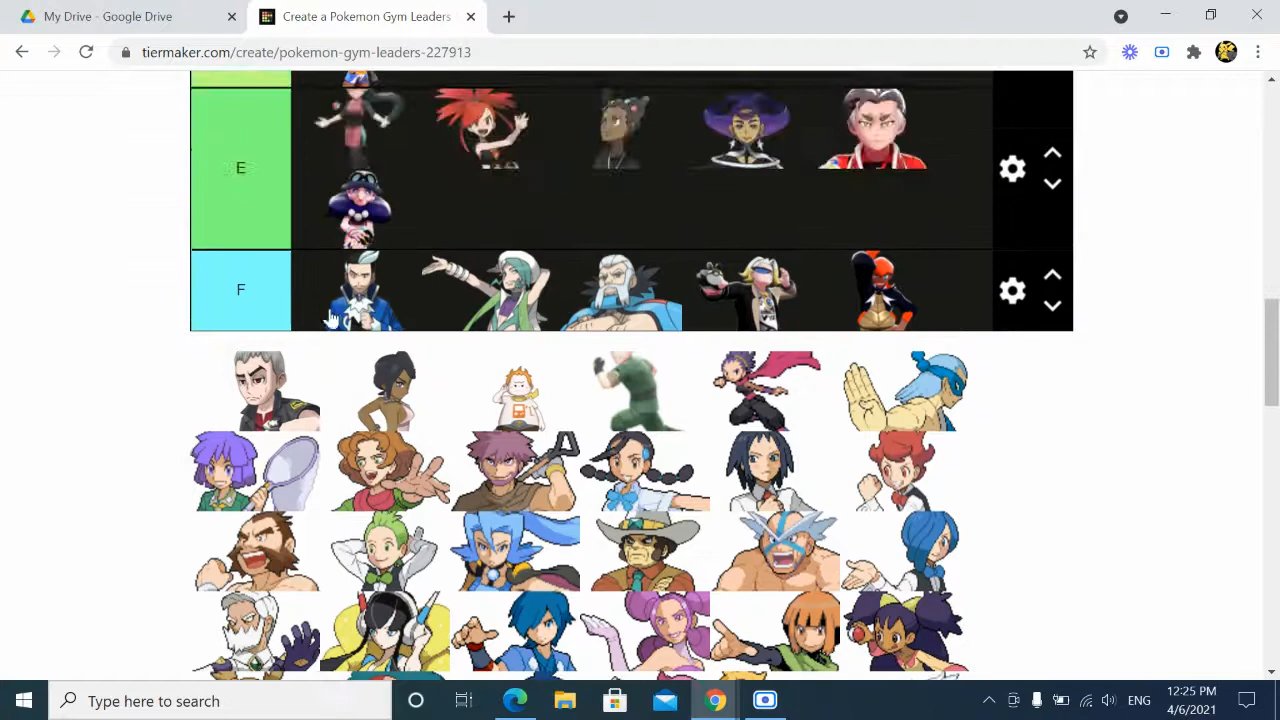 My Drive - Google Drive
Create a Pokemon Gym Leaders
tiermaker.com/create/pokemon-gym-leaders-227913
E
F
Type here to search
ENG
12:25 PM
4/6/2021